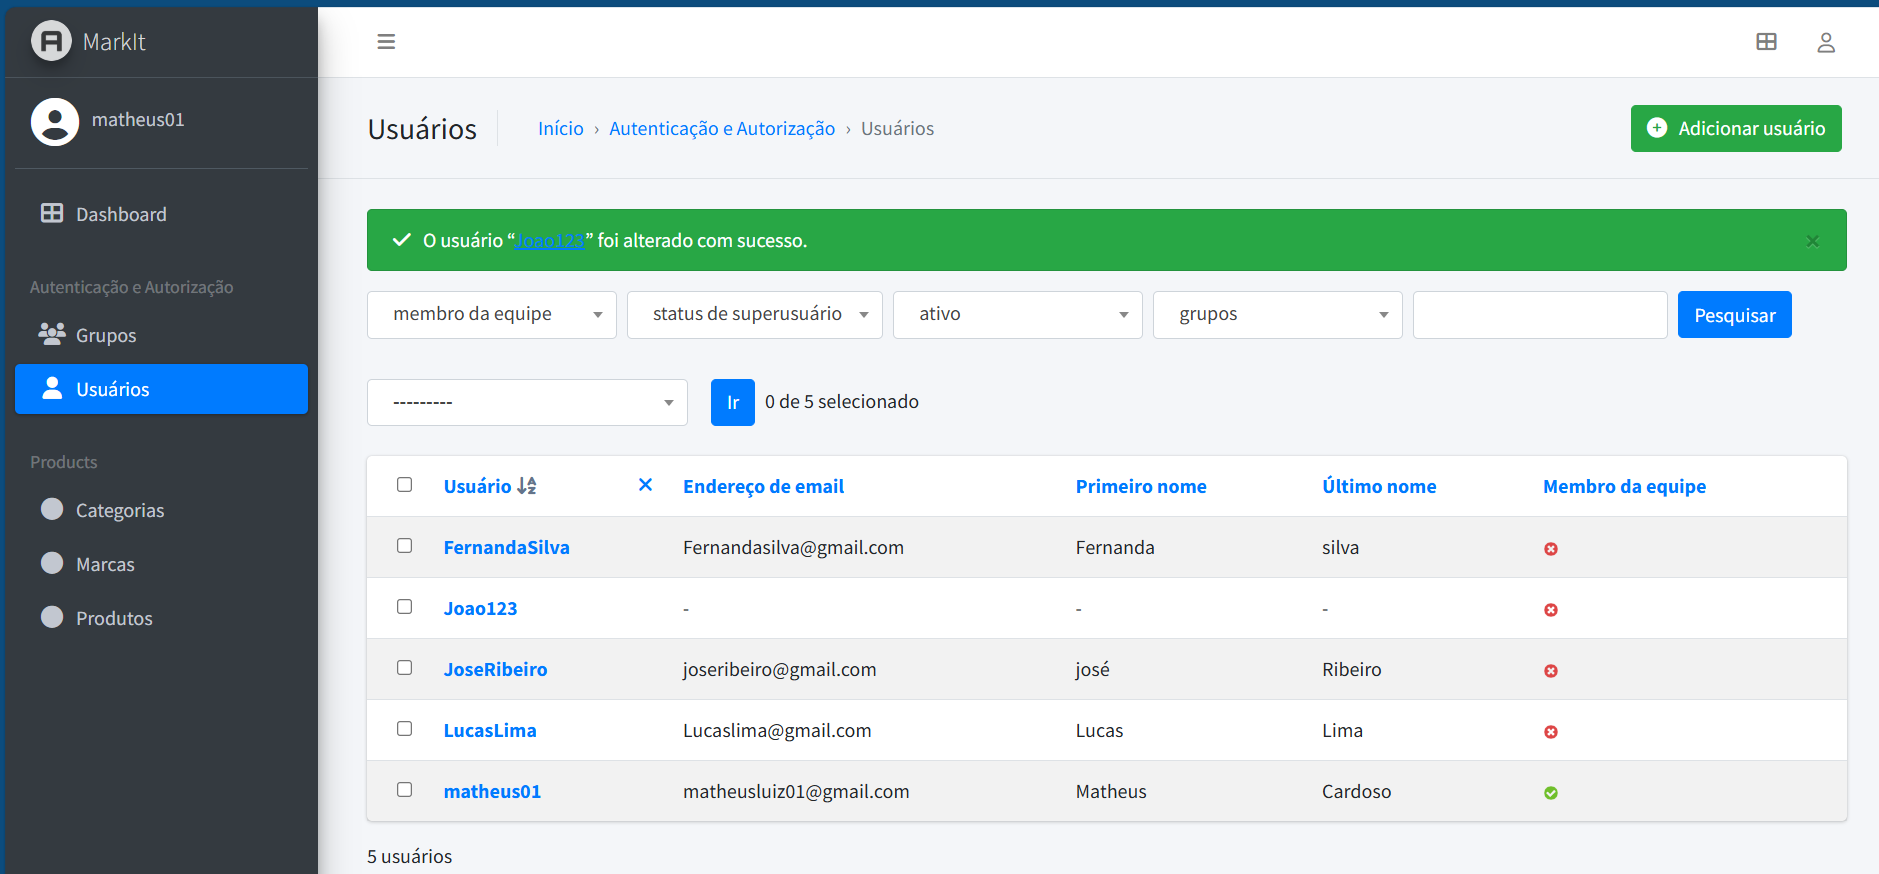 MarkIt
matheus01
Dashboard
Autenticação e Autorização
Grupos
Usuários
Products
Categorias
Marcas
Produtos
Usuários
Início › Autenticação e Autorização › Usuários
Adicionar usuário
O usuário “Joao123” foi alterado com sucesso.
membro da equipe status de superusuário ativo grupos Pesquisar
--------- Ir 0 de 5 selecionado
Usuário Endereço de email Primeiro nome Último nome Membro da equipe
FernandaSilva Fernandasilva@gmail.com Fernanda silva
Joao123 - - -
JoseRibeiro joseribeiro@gmail.com josé Ribeiro
LucasLima Lucaslima@gmail.com Lucas Lima
matheus01 matheusluiz01@gmail.com Matheus Cardoso
5 usuários